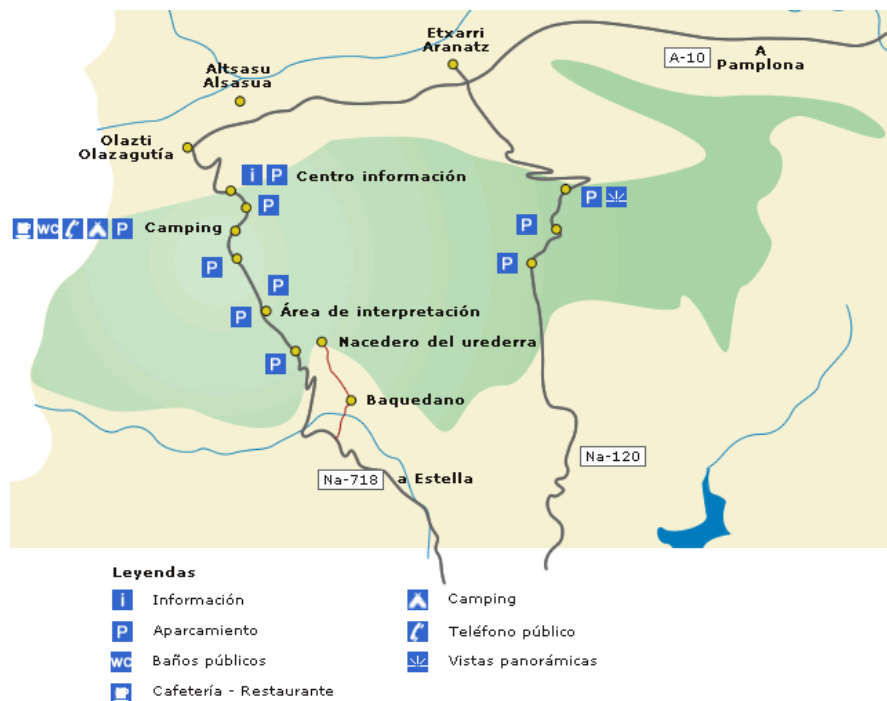 Etxarri
Aranatz
A-10
A
Pamplona
Altsasu
Alsasua
Olazti
Olazagutía
i P Centro información
P
P
WC P Camping
P
P
P
P
P Área de interpretación
P
Nacedero del urederra
Baquedano
Na-718 a Estella
Na-120
Leyendas
i Información
P Aparcamiento
WC Baños públicos
Cafetería - Restaurante
Camping
Teléfono público
Vistas panorámicas